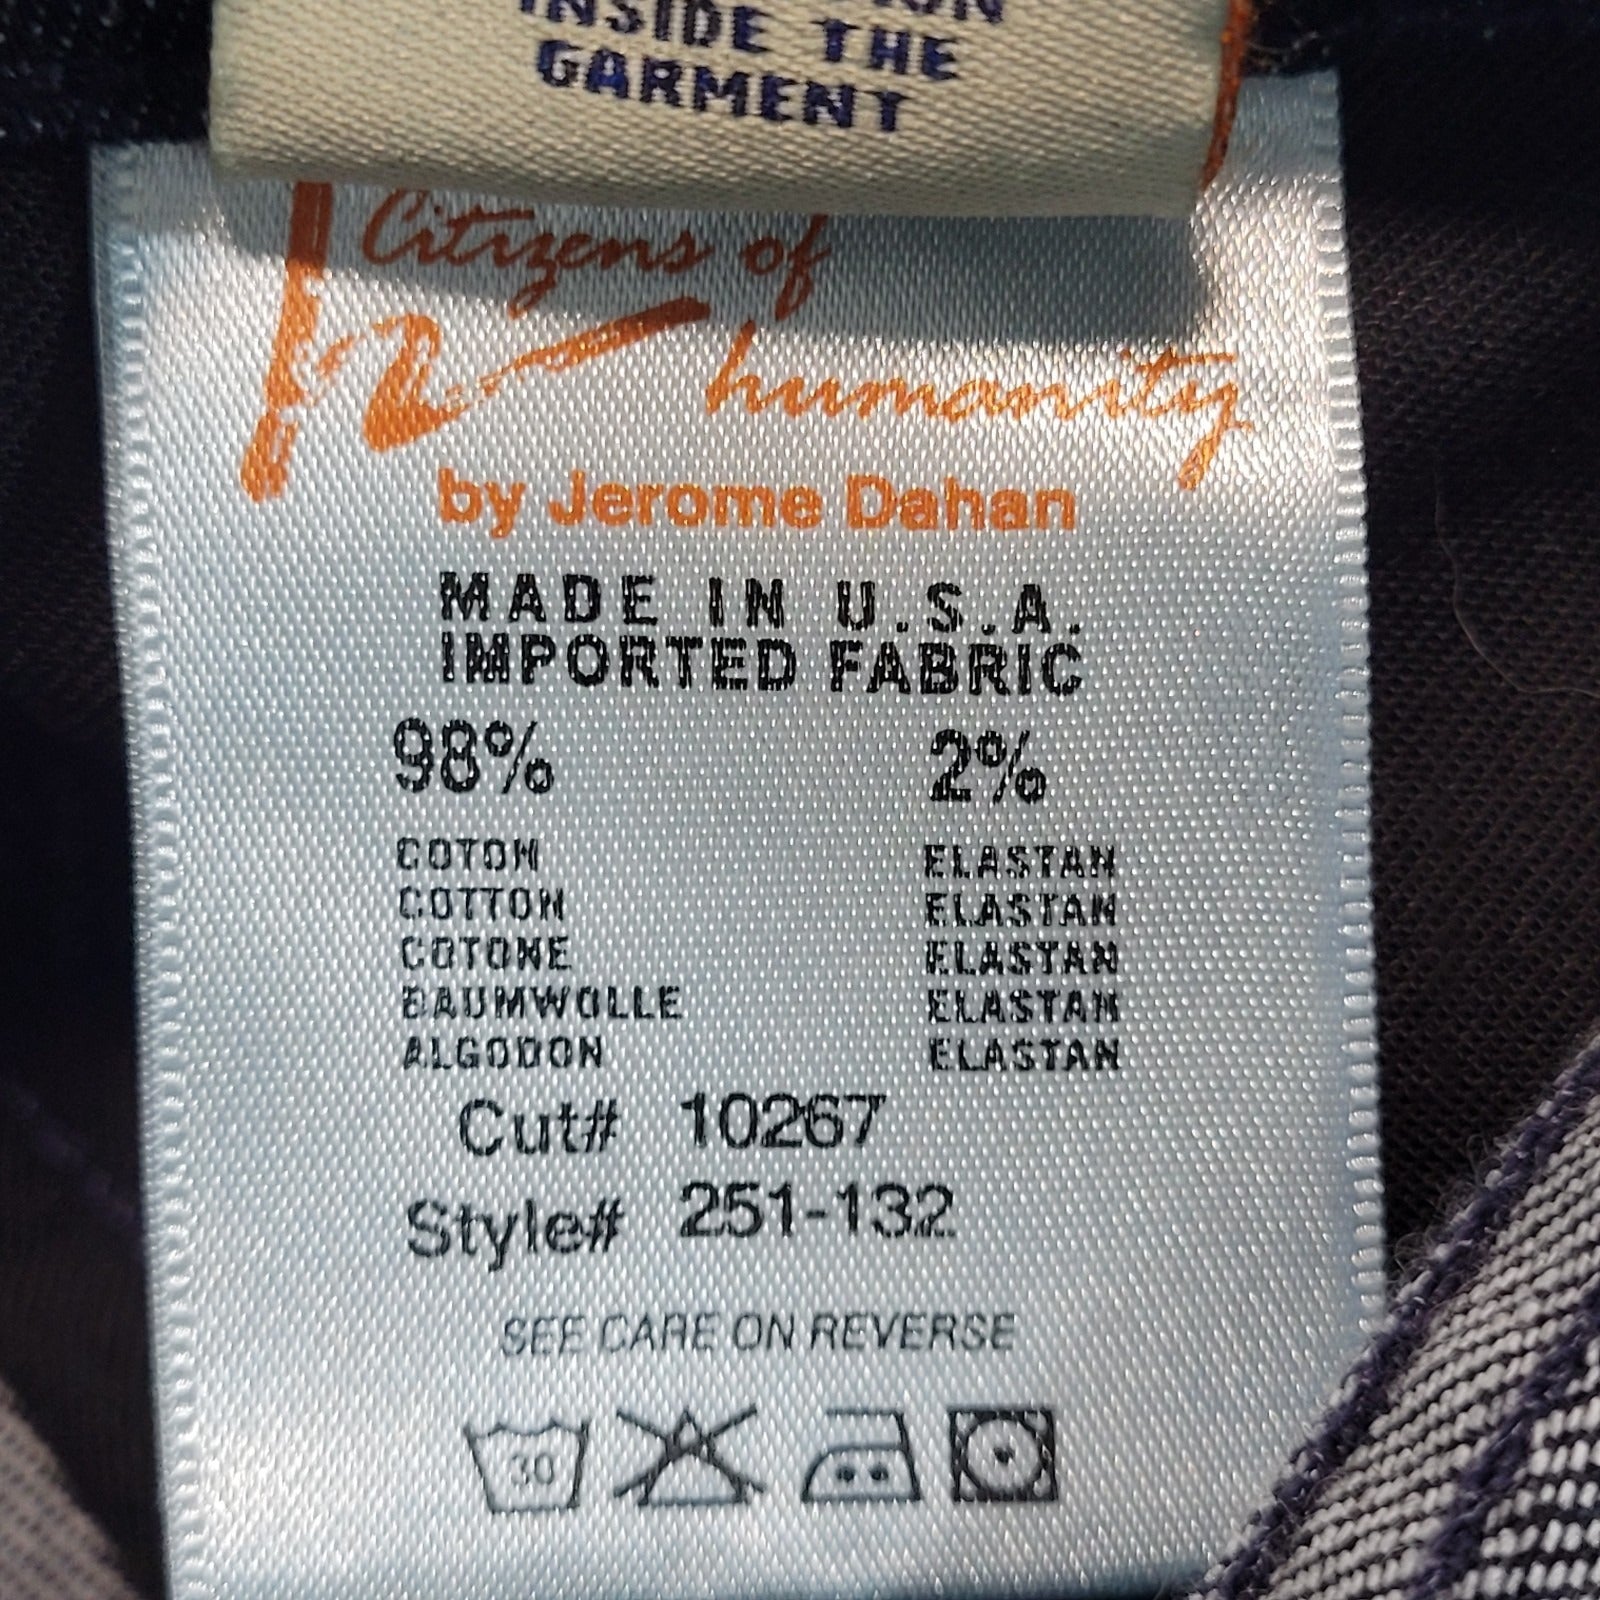 INSIDE THE
GARMENT
Citizens of
humanity
by Jerome Dahan
MADE IN U.S.A.
IMPORTED FABRIC
98% 2%
COTON ELASTAN
COTTON ELASTAN
COTONE ELASTAN
BAUMWOLLE ELASTAN
ALGODON ELASTAN
Cut# 10267
Style# 251-132
SEE CARE ON REVERSE
30